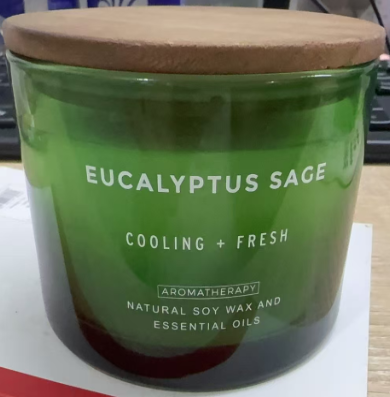 EUCALYPTUS SAGE
COOLING + FRESH
AROMATHERAPY
NATURAL SOY WAX AND
ESSENTIAL OILS